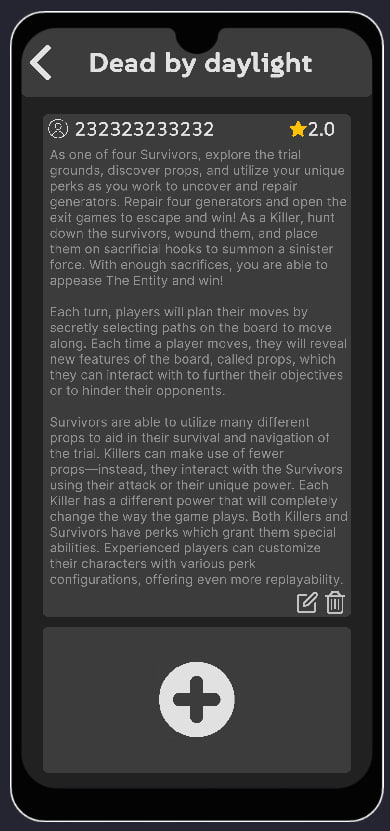 Dead by daylight
232323233232
2.0
As one of four Survivors, explore the trial
grounds, discover props, and utilize your unique
perks as you work to uncover and repair
generators. Repair four generators and open the
exit games to escape and win! As a Killer, hunt
down the survivors, wound them, and place
them on sacrificial hooks to summon a sinister
force. With enough sacrifices, you are able to
appease The Entity and win!
Each turn, players will plan their moves by
secretly selecting paths on the board to move
along. Each time a player moves, they will reveal
new features of the board, called props, which
they can interact with to further their objectives
or to hinder their opponents.
Survivors are able to utilize many different
props to aid in their survival and navigation of
the trial. Killers can make use of fewer
props—instead, they interact with the Survivors
using their attack or their unique power. Each
Killer has a different power that will completely
change the way the game plays. Both Killers and
Survivors have perks which grant them special
abilities. Experienced players can customize
their characters with various perk
configurations, offering even more replayability.